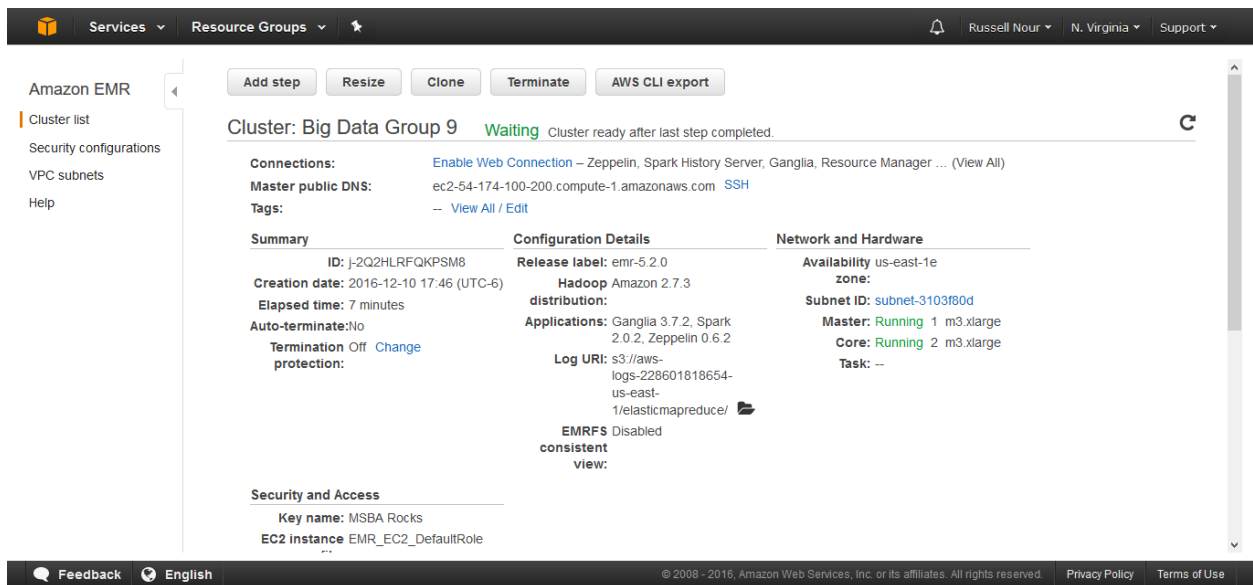 Services Resource Groups Russell Nour N. Virginia Support
Amazon EMR
Cluster list
Security configurations
VPC subnets
Help
Add step Resize Clone Terminate AWS CLI export
Cluster: Big Data Group 9 Waiting Cluster ready after last step completed.
Connections: Enable Web Connection – Zeppelin, Spark History Server, Ganglia, Resource Manager ... (View All)
Master public DNS: ec2-54-174-100-200.compute-1.amazonaws.com SSH
Tags: -- View All / Edit
Summary
ID: j-2Q2HLRFQKPSM8
Creation date: 2016-12-10 17:46 (UTC-6)
Elapsed time: 7 minutes
Auto-terminate:No
Termination Off Change
protection:
Configuration Details
Release label: emr-5.2.0
Hadoop Amazon 2.7.3
distribution:
Applications: Ganglia 3.7.2, Spark
2.0.2, Zeppelin 0.6.2
Log URI: s3://aws-
logs-228601818654-
us-east-
1/elasticmapreduce/
EMRFS Disabled
consistent
view:
Network and Hardware
Availability us-east-1e
zone:
Subnet ID: subnet-3103f80d
Master: Running 1 m3.xlarge
Core: Running 2 m3.xlarge
Task: --
Security and Access
Key name: MSBA Rocks
EC2 instance EMR_EC2_DefaultRole
Feedback English © 2008 - 2016, Amazon Web Services, Inc. or its affiliates. All rights reserved. Privacy Policy Terms of Use